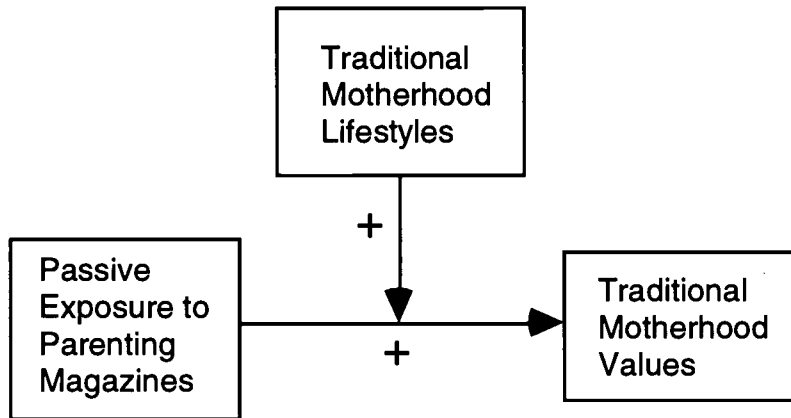 Traditional
Motherhood
Lifestyles
+
Passive
Exposure to
Parenting
Magazines
+
Traditional
Motherhood
Values